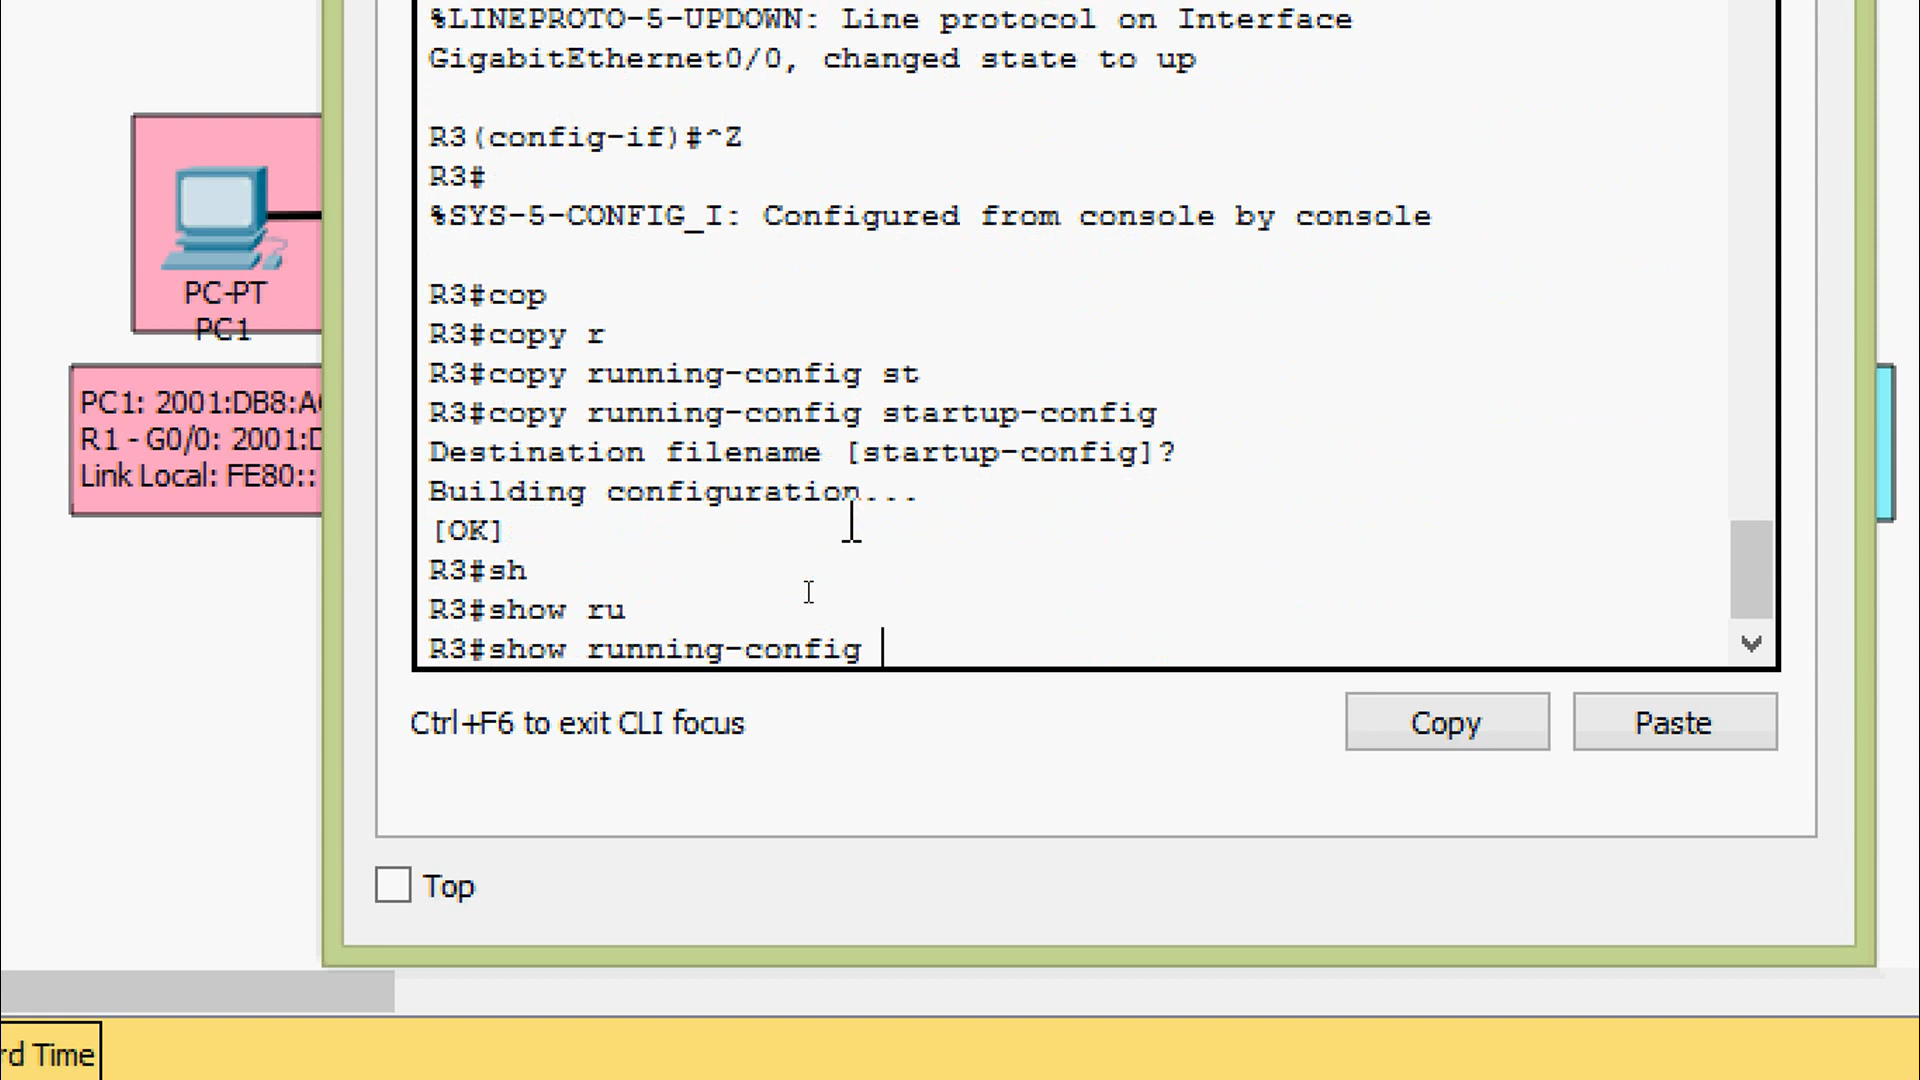 %LINEPROTO-5-UPDOWN: Line protocol on Interface
GigabitEthernet0/0, changed state to up
R3(config-if)#^Z
R3#
%SYS-5-CONFIG_I: Configured from console by console
R3#cop
R3#copy r
R3#copy running-config st
R3#copy running-config startup-config
Destination filename [startup-config]?
Building configuration...
[OK]
R3#sh
R3#show ru
R3#show running-config
Ctrl+F6 to exit CLI focus
Copy
Paste
Top
PC-PT
PC1
PC1: 2001:DB8:A
R1 - G0/0: 2001:D
Link Local: FE80::
rd Time